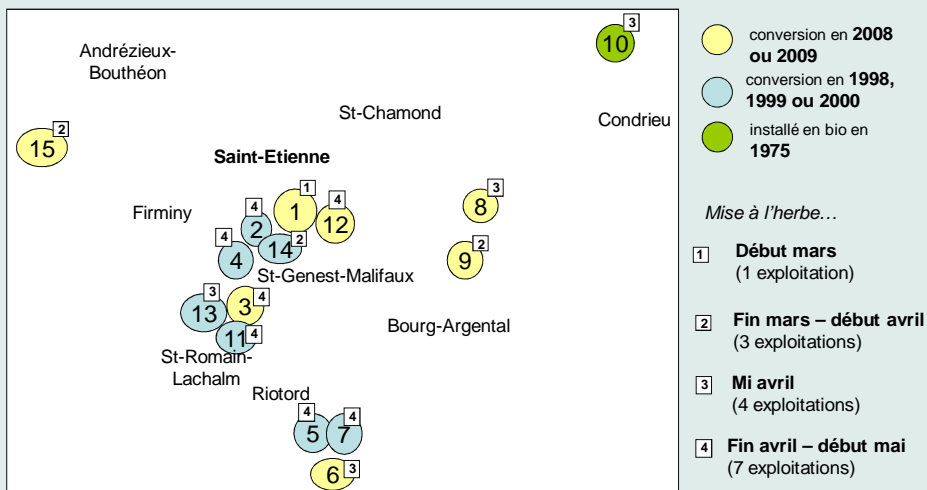 Andrézieux-
Bouthéon
3
10
St-Chamond
Condrieu
2
15
Saint-Etienne
Firminy
4
2
1
1
4
12
2
14
4
4
St-Genest-Malifaux
3
8
2
9
3
13
4
3
4
11
Bourg-Argental
St-Romain-
Lachalm
Riotord
4
5
4
7
3
6
conversion en 2008
ou 2009
conversion en 1998,
1999 ou 2000
installé en bio en
1975
Mise à l’herbe…
1 Début mars
(1 exploitation)
2 Fin mars – début avril
(3 exploitations)
3 Mi avril
(4 exploitations)
4 Fin avril – début mai
(7 exploitations)